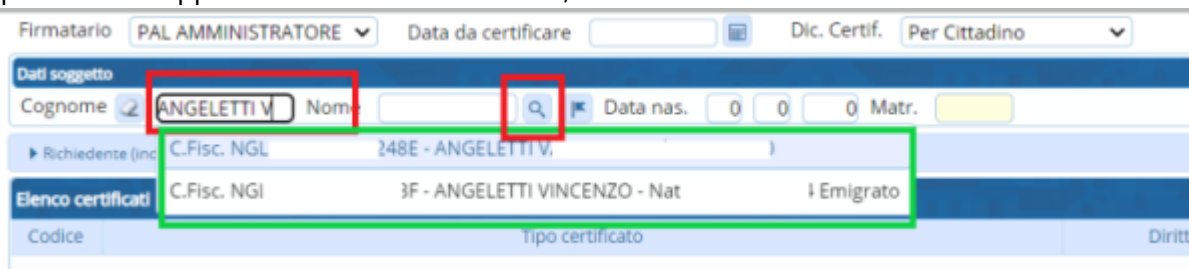 Firmatario PAL AMMINISTRATORE Data da certificare Dic. Certif. Per Cittadino
Dati soggetto
Cognome ANGELETTI V Nome Data nas. 0 0 0 Matr.
Richiedente (inc
C.Fisc. NGL 248E - ANGELETTI V )
C.Fisc. NGI 3F - ANGELETTI VINCENZO - Nat Emigrato
Elenco certificati
Codice Tipo certificato Diritt